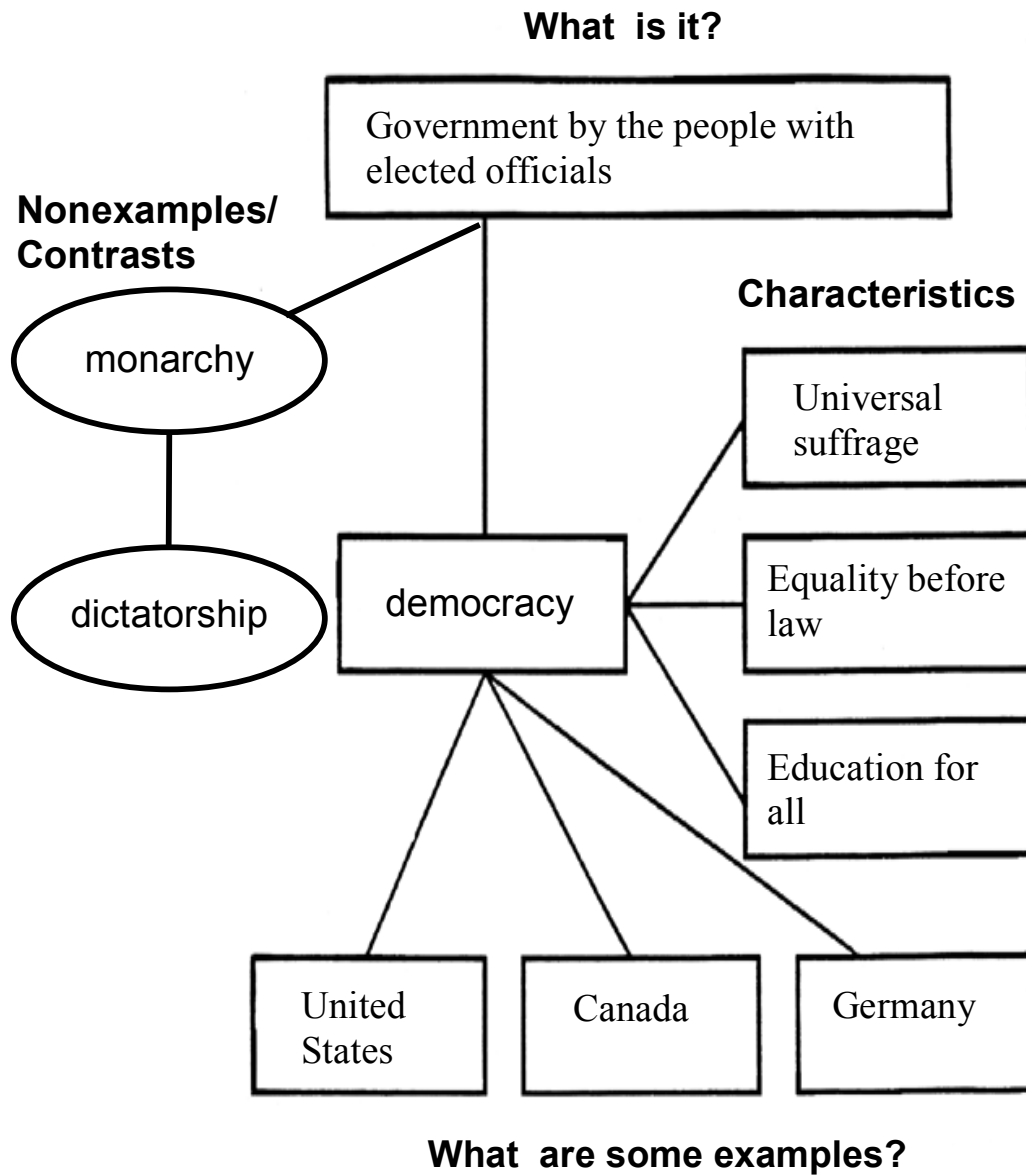 What is it?
Government by the people with
elected officials
Nonexamples/
Contrasts
monarchy
dictatorship
democracy
Characteristics
Universal
suffrage
Equality before
law
Education for
all
United
States
Canada
Germany
What are some examples?